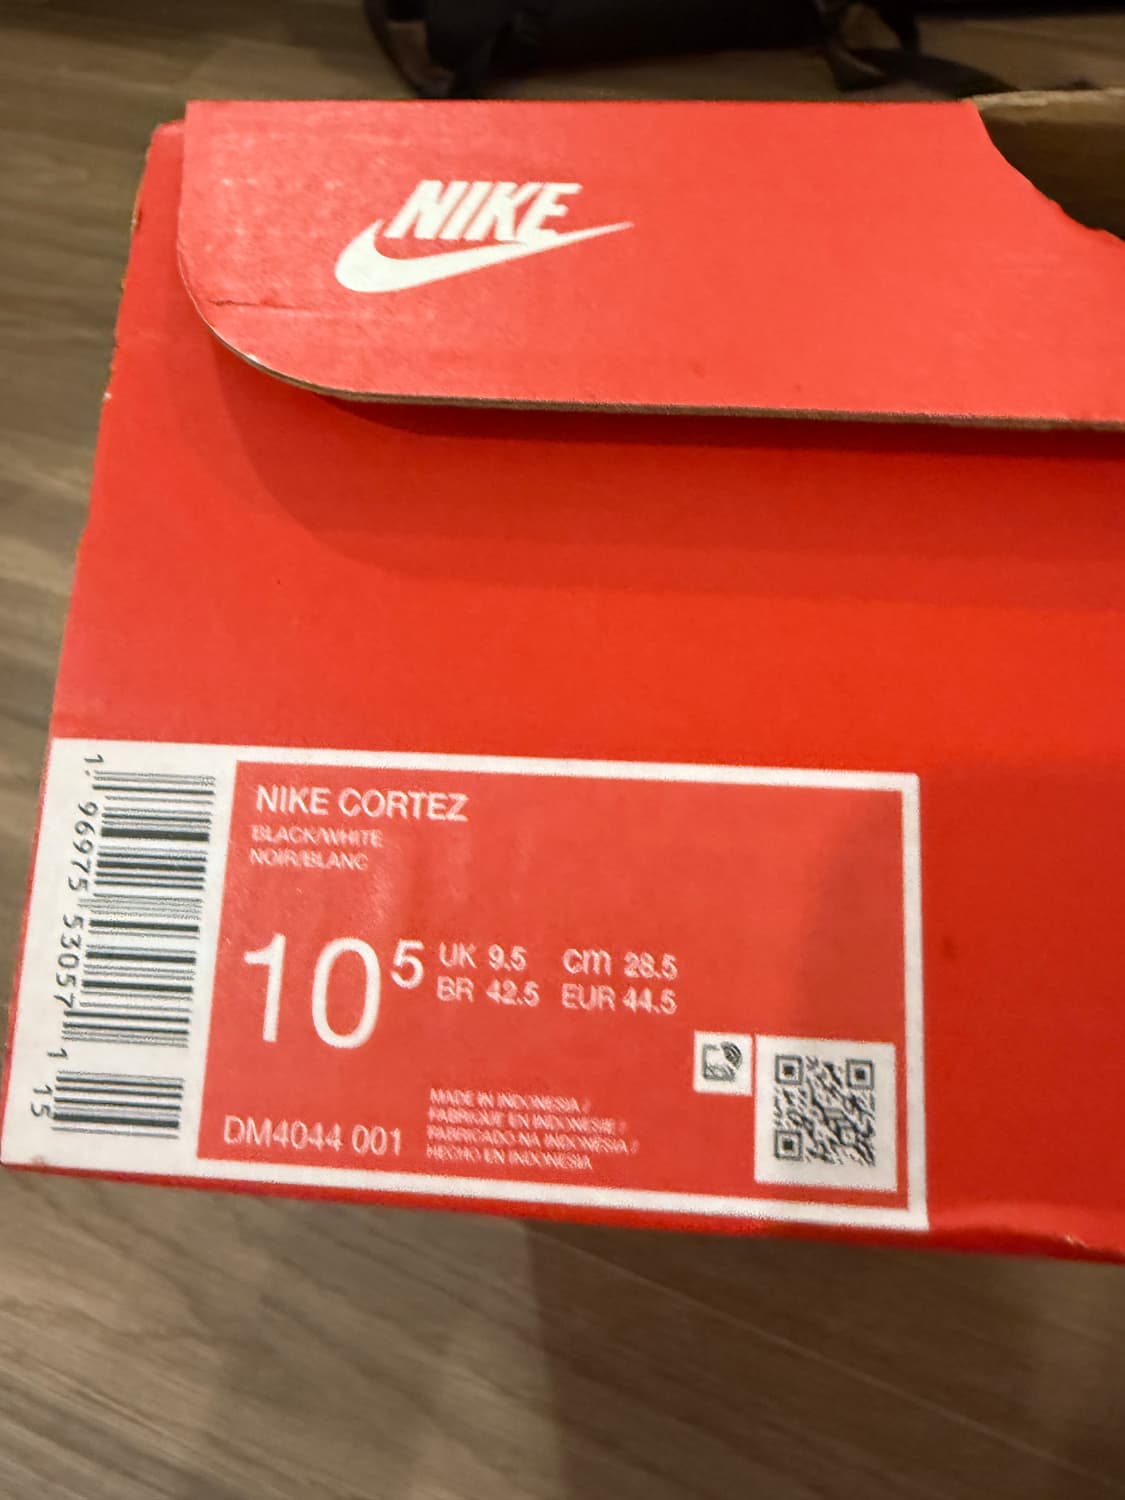 NIKE
NIKE CORTEZ
BLACK/WHITE
NOIR/BLANC
10 5
UK 9.5 cm 28.5
BR 42.5 EUR 44.5
DM4044 001
MADE IN INDONESIA /
FABRIQUE EN INDONESIE /
FABRICADO NA INDONESIA /
HECHO EN INDONESIA
1 96975 53057 1 15